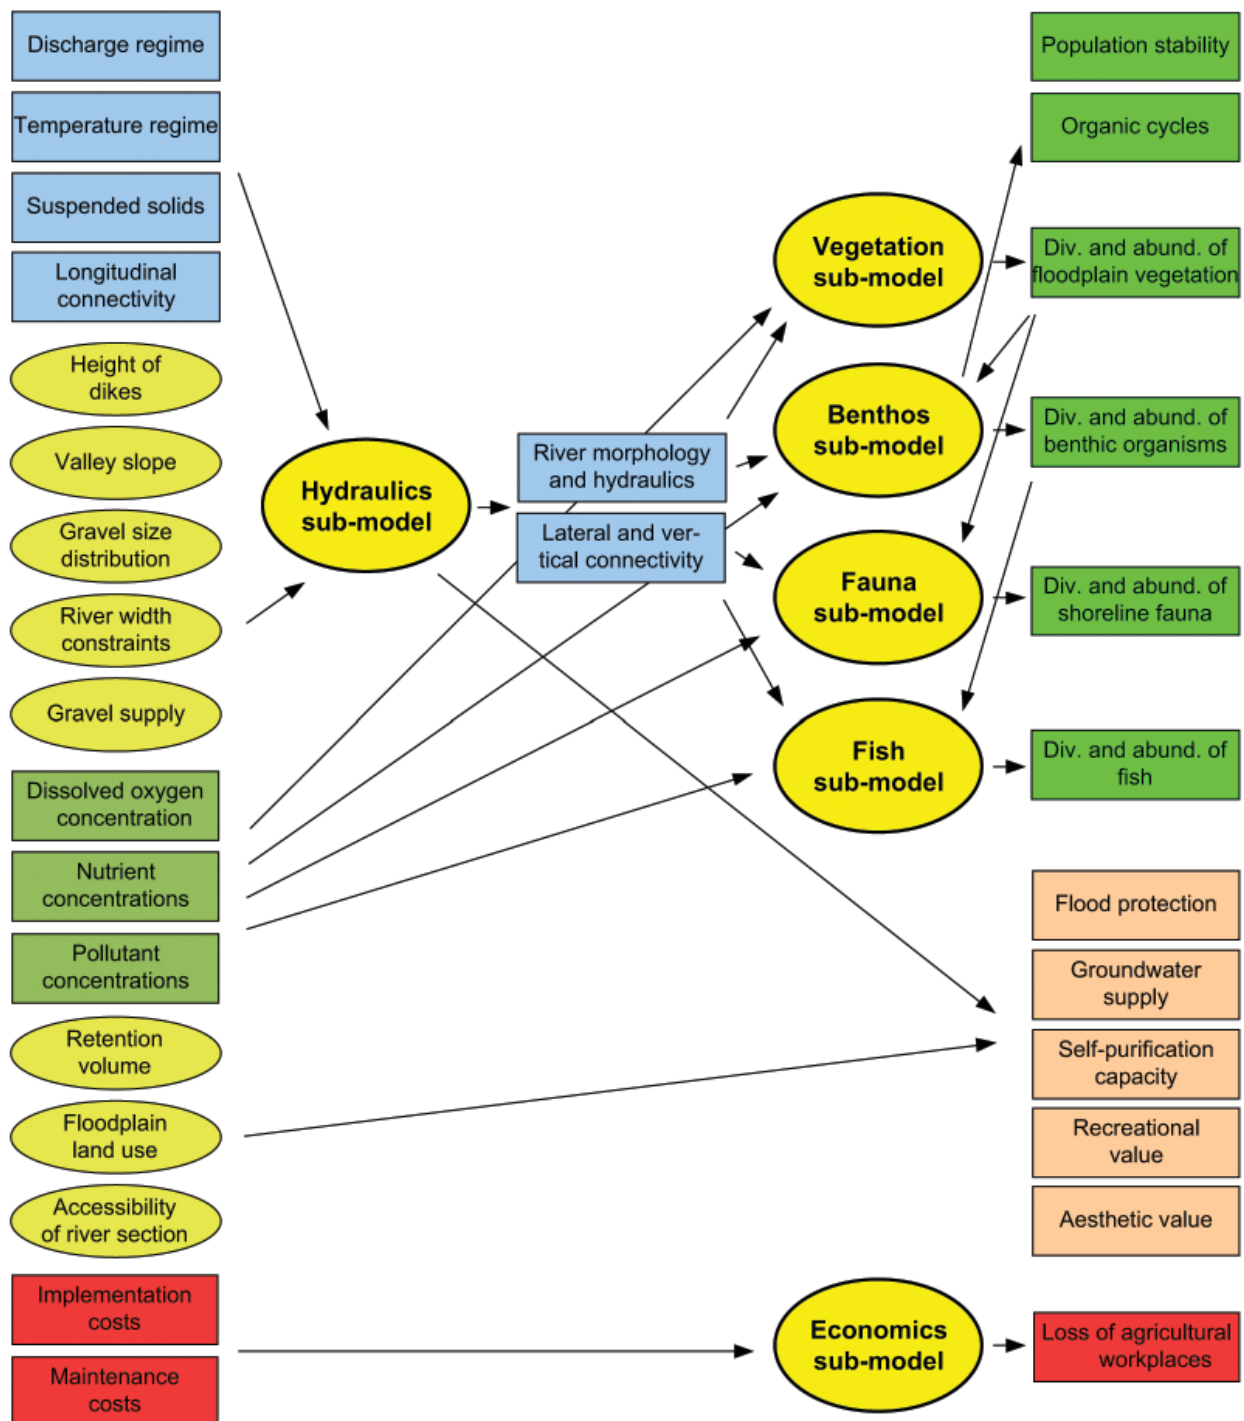 Discharge regime
Temperature regime
Suspended solids
Longitudinal
connectivity
Height of
dikes
Valley slope
Gravel size
distribution
River width
constraints
Gravel supply
Dissolved oxygen
concentration
Nutrient
concentrations
Pollutant
concentrations
Retention
volume
Floodplain
land use
Accessibility
of river section
Implementation
costs
Maintenance
costs
Hydraulics
sub-model
River morphology
and hydraulics
Lateral and ver-
tical connectivity
Vegetation
sub-model
Benthos
sub-model
Fauna
sub-model
Fish
sub-model
Economics
sub-model
Population stability
Organic cycles
Div. and abund. of
floodplain vegetation
Div. and abund. of
benthic organisms
Div. and abund. of
shoreline fauna
Div. and abund. of
fish
Flood protection
Groundwater
supply
Self-purification
capacity
Recreational
value
Aesthetic value
Loss of agricultural
workplaces